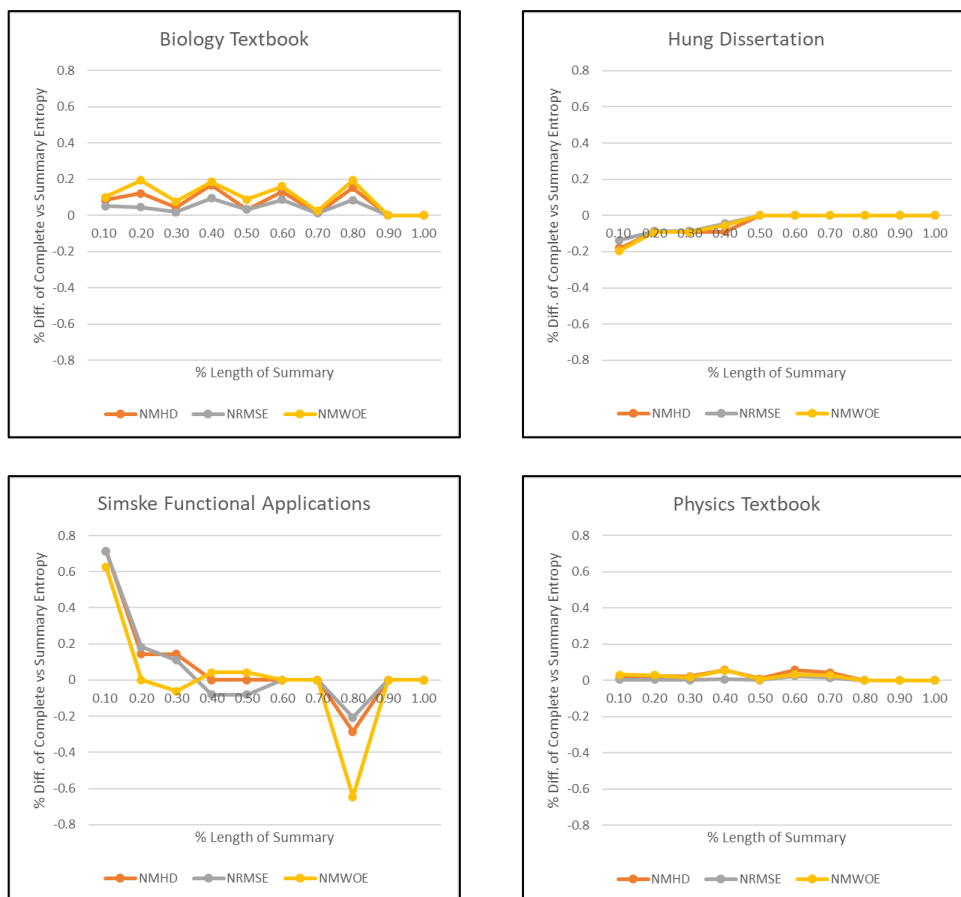 Biology Textbook
% Diff. of Complete vs Summary Entropy
0.8
0.6
0.4
0.2
0
-0.2
-0.4
-0.6
-0.8
0.10 0.20 0.30 0.40 0.50 0.60 0.70 0.80 0.90 1.00
% Length of Summary
NMHD NRMSE NMWOE
Hung Dissertation
% Diff. of Complete vs Summary Entropy
0.8
0.6
0.4
0.2
0
-0.2
-0.4
-0.6
-0.8
0.10 0.20 0.30 0.40 0.50 0.60 0.70 0.80 0.90 1.00
% Length of Summary
NMHD NRMSE NMWOE
Simske Functional Applications
% Diff. of Complete vs Summary Entropy
0.8
0.6
0.4
0.2
0
-0.2
-0.4
-0.6
-0.8
0.10 0.20 0.30 0.40 0.50 0.60 0.70 0.80 0.90 1.00
% Length of Summary
NMHD NRMSE NMWOE
Physics Textbook
% Diff. of Complete vs Summary Entropy
0.8
0.6
0.4
0.2
0
-0.2
-0.4
-0.6
-0.8
0.10 0.20 0.30 0.40 0.50 0.60 0.70 0.80 0.90 1.00
% Length of Summary
NMHD NRMSE NMWOE